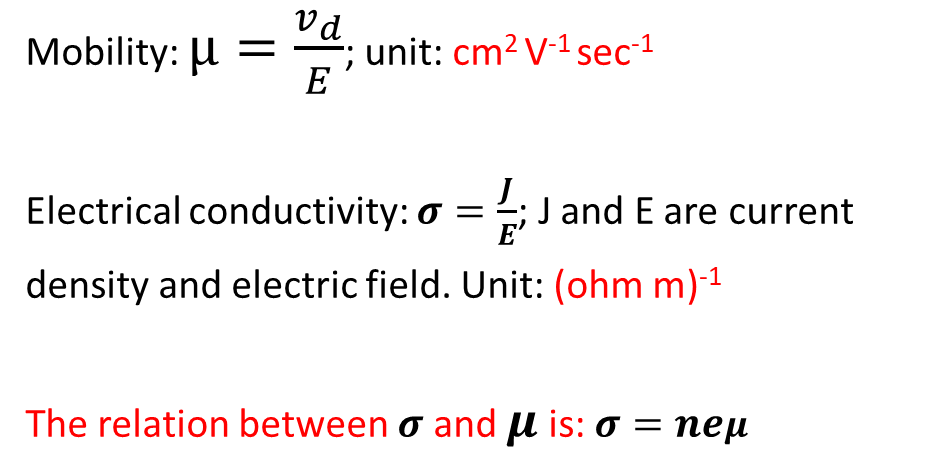 Mobility: μ = v_d/E; unit: cm² V⁻¹ sec⁻¹
Electrical conductivity: σ = J/E; J and E are current
density and electric field. Unit: (ohm m)⁻¹
The relation between σ and μ is: σ = neμ